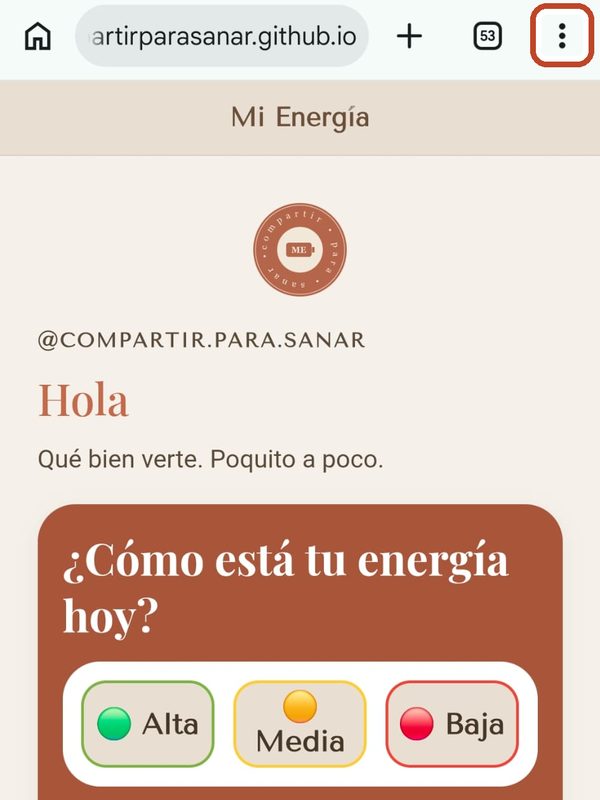 artirparasanar.github.io
53
Mi Energía
compartir • para • sanar •
ME
@COMPARTIR.PARA.SANAR
Hola
Qué bien verte. Poquito a poco.
¿Cómo está tu energía
hoy?
Alta
Media
Baja